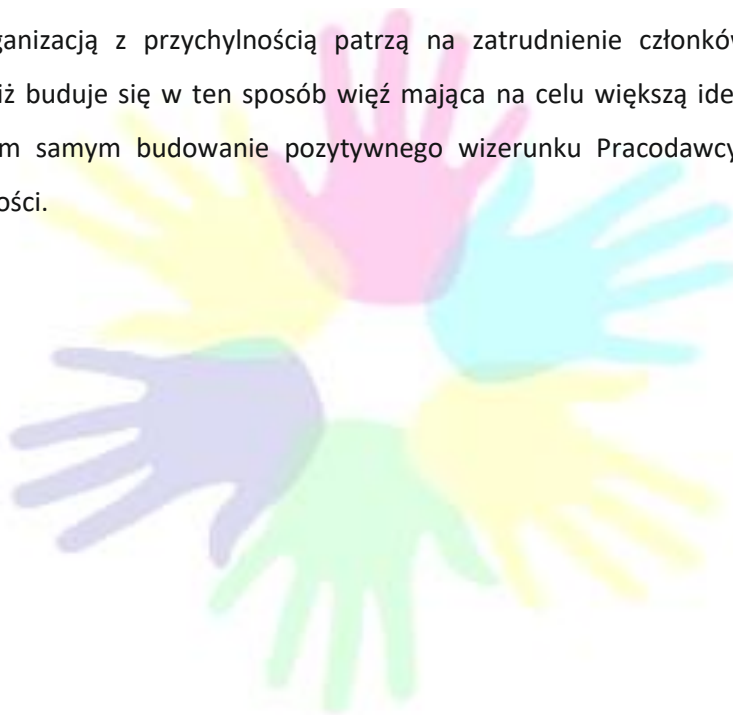 ganizacją z przychylnością patrzą na zatrudnienie członków
iż buduje się w ten sposób więź mająca na celu większą ide
m samym budowanie pozytywnego wizerunku Pracodawcy
ości.